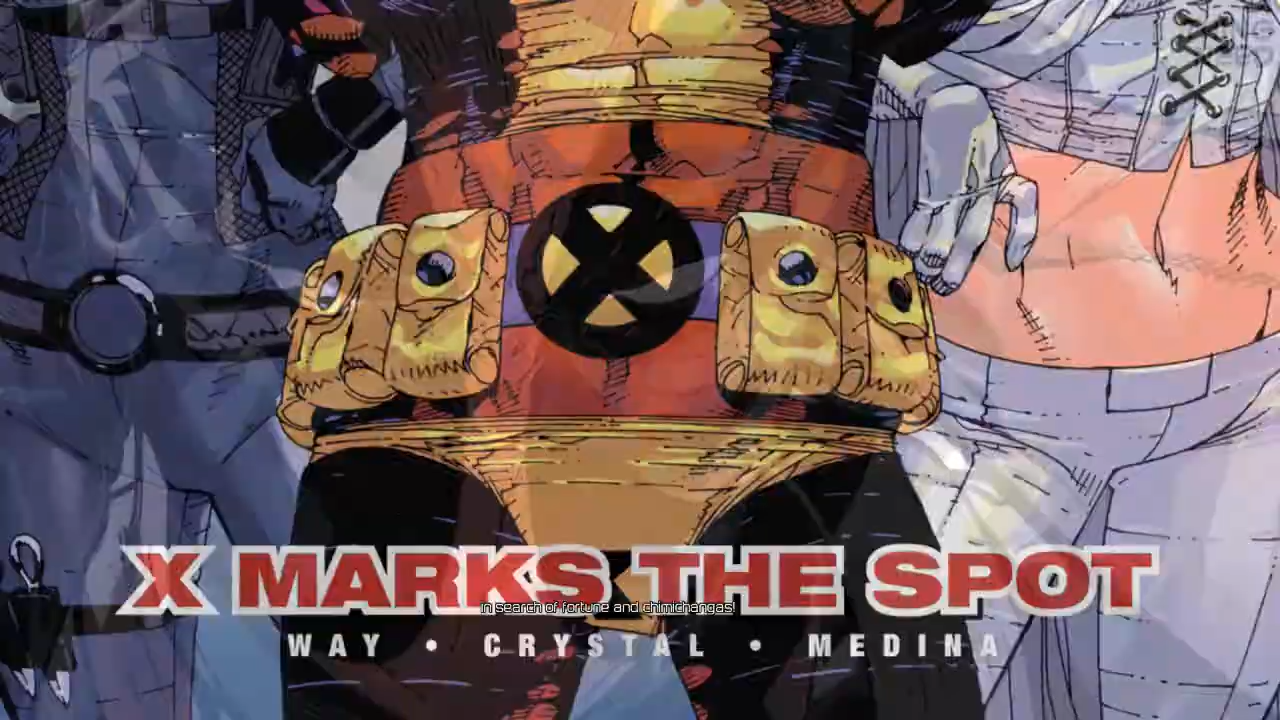 X MARKS THE SPOT
in search of fortune and chimichangas!
WAY • CRYSTAL • MEDINA